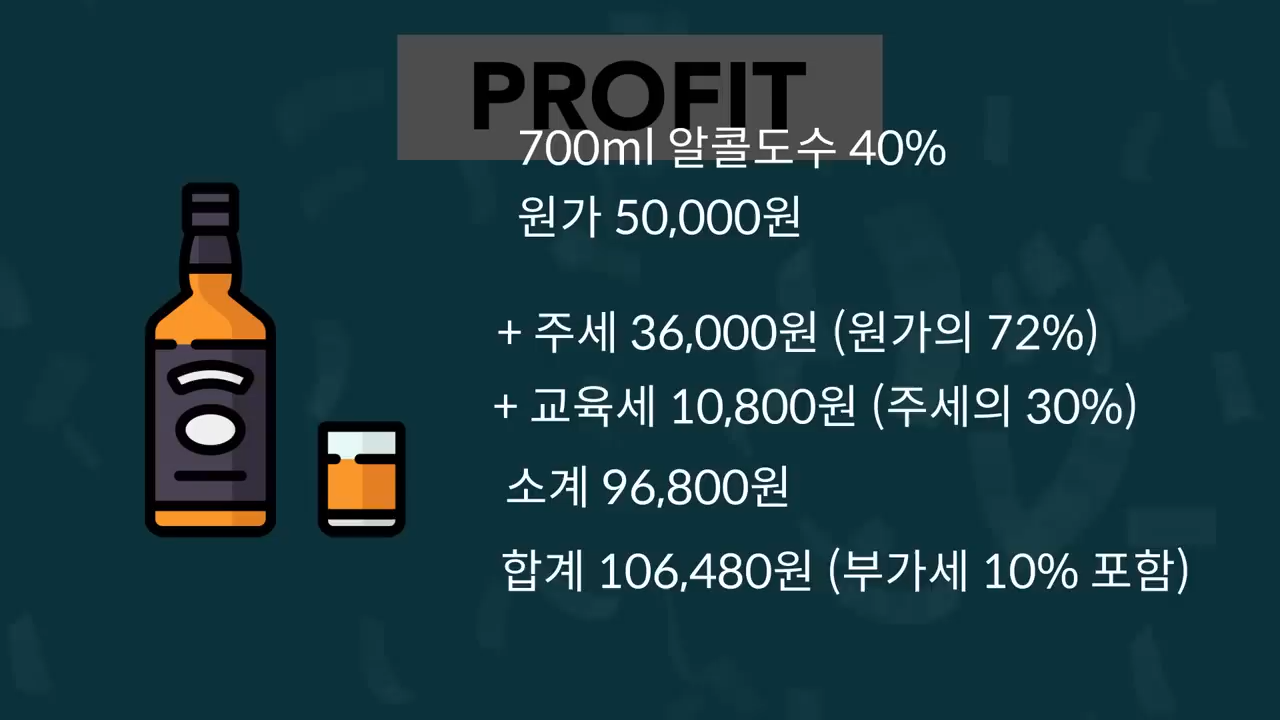 PROFIT
700ml 알콜도수 40%
원가 50,000원
+ 주세 36,000원 (원가의 72%)
+ 교육세 10,800원 (주세의 30%)
소계 96,800원
합계 106,480원 (부가세 10% 포함)